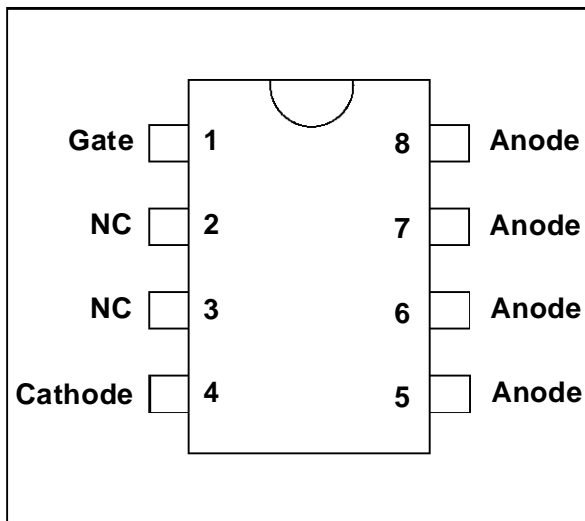 Gate 1 8 Anode
NC 2 7 Anode
NC 3 6 Anode
Cathode 4 5 Anode